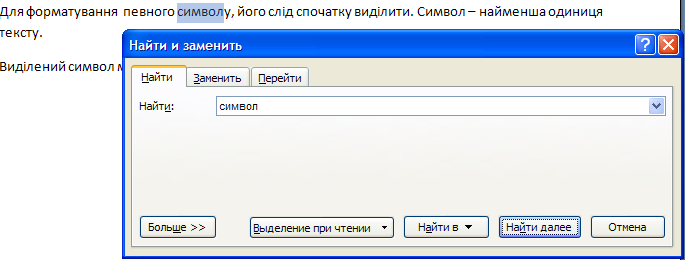 Для форматування певного символу, його слід спочатку виділити. Символ – найменша одиниця
тексту.
Виділений символ
Найти и заменить
Найти Заменить Перейти
Найти: символ
Больше >> Выделение при чтении Найти в Найти далее Отмена